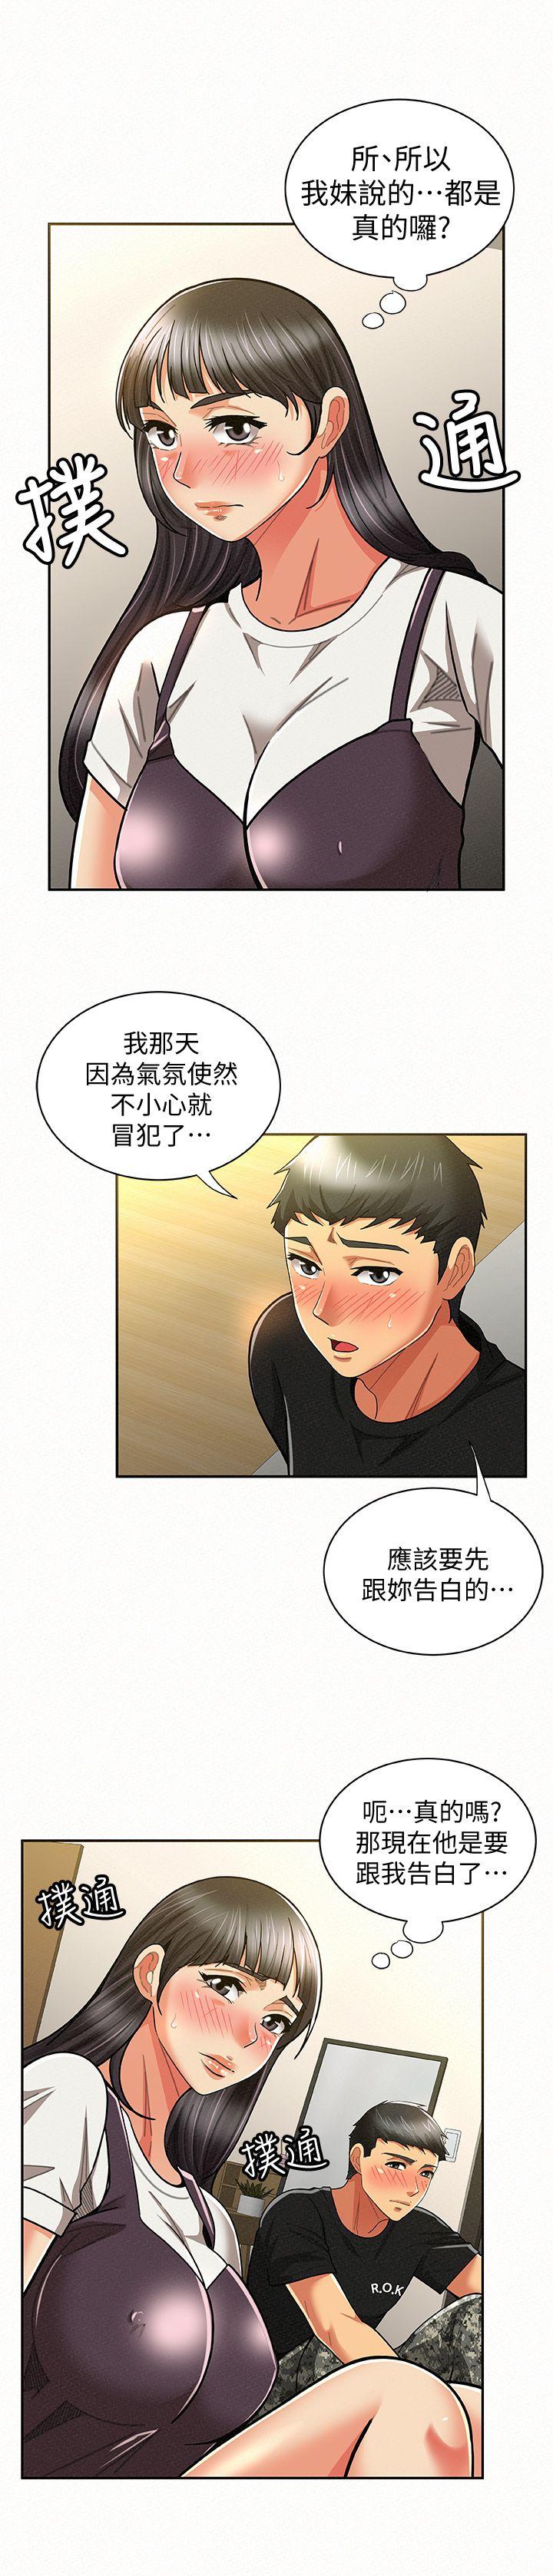 所、所以
我妹說的…都是
真的囉?
撲
通
我那天
因為氣氛使然
不小心就
冒犯了…
應該要先
跟妳告白的…
呃…真的嗎?
那現在他是要
跟我告白了…
撲通
撲通
R.O.K